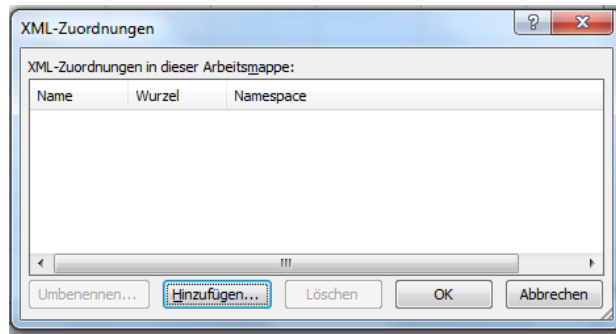 XML-Zuordnungen
XML-Zuordnungen in dieser Arbeitsmappe:
Name Wurzel Namespace
Umbenennen... Hinzufügen... Löschen OK Abbrechen